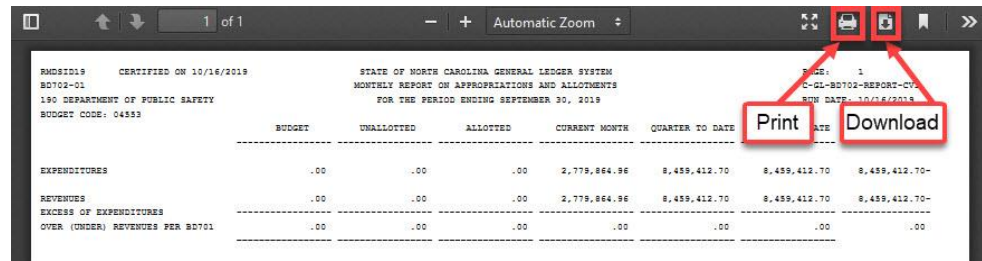 1 of 1 − + Automatic Zoom
RMDSID19 CERTIFIED ON 10/16/2019 STATE OF NORTH CAROLINA GENERAL LEDGER SYSTEM PAGE: 1
BD702-01 MONTHLY REPORT ON APPROPRIATIONS AND ALLOTMENTS C-GL-BD702-REPORT-CVT
190 DEPARTMENT OF PUBLIC SAFETY FOR THE PERIOD ENDING SEPTEMBER 30, 2019 RUN DATE: 10/16/2019
BUDGET CODE: 04553
Print Download
BUDGET UNALLOTTED ALLOTTED CURRENT MONTH QUARTER TO DATE
EXPENDITURES .00 .00 .00 2,779,864.96 8,459,412.70 8,459,412.70 8,459,412.70-
REVENUES .00 .00 .00 2,779,864.96 8,459,412.70 8,459,412.70 8,459,412.70-
EXCESS OF EXPENDITURES
OVER (UNDER) REVENUES PER BD701 .00 .00 .00 .00 .00 .00 .00